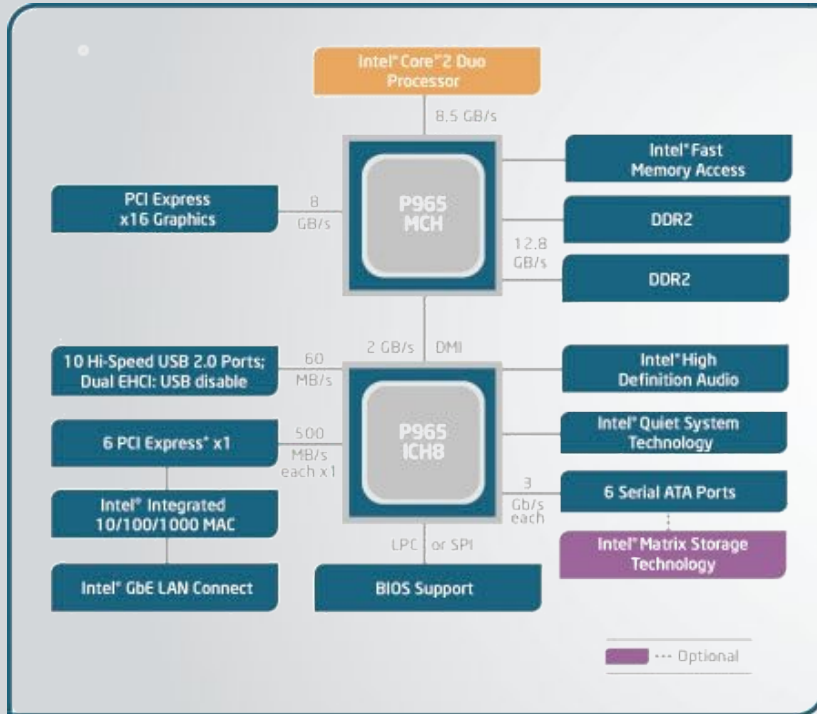 Intel® Core™2 Duo
Processor
8.5 GB/s
Intel® Fast
Memory Access
PCI Express
x16 Graphics
8
GB/s
P965
MCH
DDR2
12.8
GB/s
DDR2
2 GB/s DMI
10 Hi-Speed USB 2.0 Ports;
Dual EHCI: USB disable
60
MB/s
Intel® High
Definition Audio
6 PCI Express® x1
500
MB/s
each x1
P965
ICH8
Intel® Quiet System
Technology
3
Gb/s
each
6 Serial ATA Ports
Intel® Integrated
10/100/1000 MAC
LPC or SPI
Intel® Matrix Storage
Technology
Intel® GbE LAN Connect
BIOS Support
--- Optional